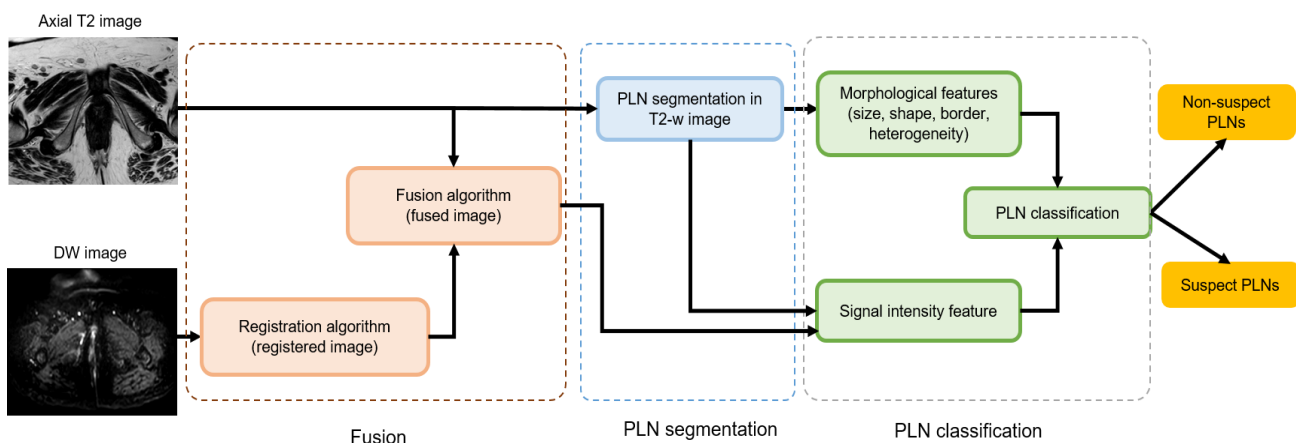 Axial T2 image
DW image
Registration algorithm
(registered image)
Fusion algorithm
(fused image)
Fusion
PLN segmentation in
T2-w image
PLN segmentation
Morphological features
(size, shape, border,
heterogeneity)
Signal intensity feature
PLN classification
PLN classification
Non-suspect
PLNs
Suspect PLNs